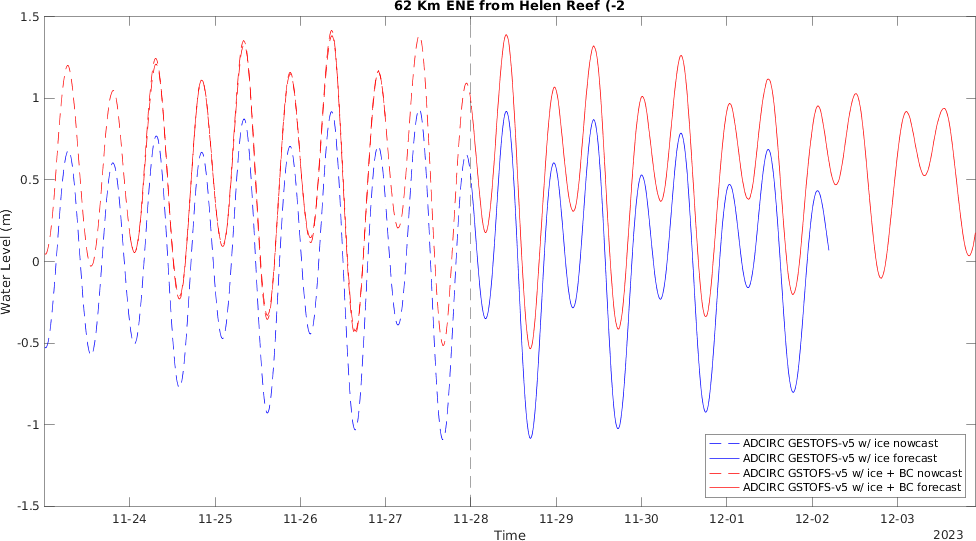 62 Km ENE from Helen Reef (-2
1.5
1
0.5
0
-0.5
-1
-1.5
Water Level (m)
11-24
11-25
11-26
11-27
11-28
11-29
11-30
12-01
12-02
12-03
Time
2023
ADCIRC GESTOFS-v5 w/ ice nowcast
ADCIRC GESTOFS-v5 w/ ice forecast
ADCIRC GSTOFS-v5 w/ ice + BC nowcast
ADCIRC GSTOFS-v5 w/ ice + BC forecast